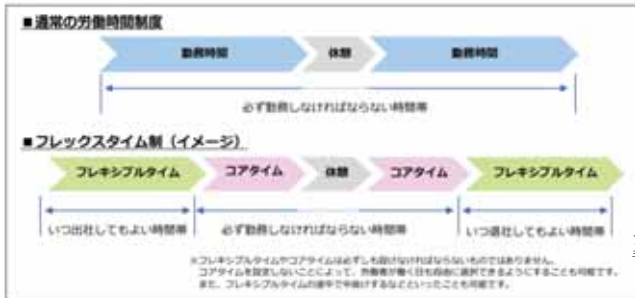 ■通常の労働時間制度
勤務時間 休憩 勤務時間
必ず勤務しなければならない時間帯
■フレックスタイム制（イメージ）
フレキシブルタイム コアタイム 休憩 コアタイム フレキシブルタイム
いつ出社してもよい時間帯 必ず勤務しなければならない時間帯 いつ退社してもよい時間帯
※フレキシブルタイムやコアタイムは必ずしも設けなければならないものではありません。
コアタイムを設定しないことによって、労働者が働く日も自由に選択できるようにすることも可能です。
また、フレキシブルタイムの途中で中抜けするなどといったことも可能です。